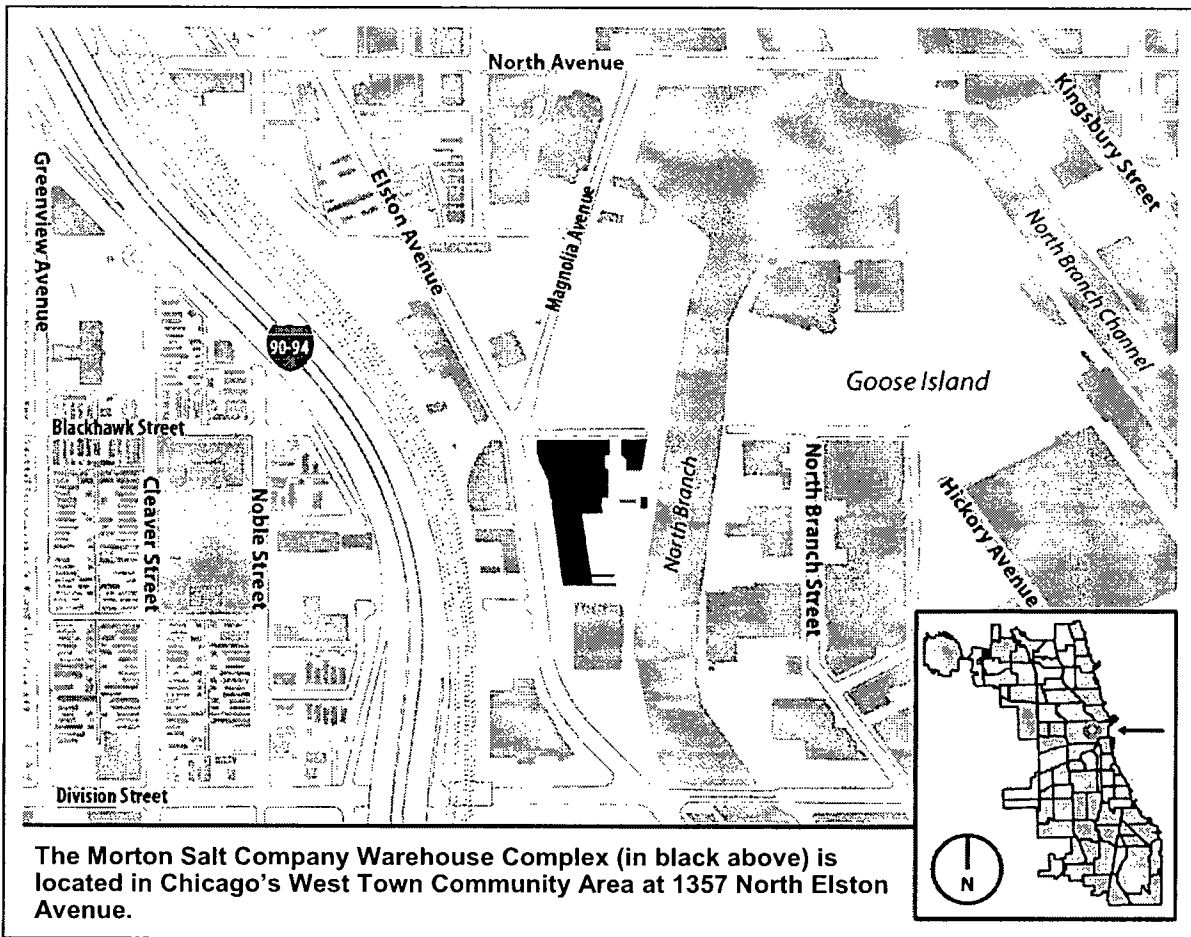 North Avenue
Kingsbury Street
Greenview Avenue
Elston Avenue
Magnolia Avenue
North Branch Channel
90-94
Goose Island
Blackhawk Street
Cleaver Street
Noble Street
North Branch
North Branch Street
Hickory Avenue
Division Street
N
The Morton Salt Company Warehouse Complex (in black above) is
located in Chicago's West Town Community Area at 1357 North Elston
Avenue.